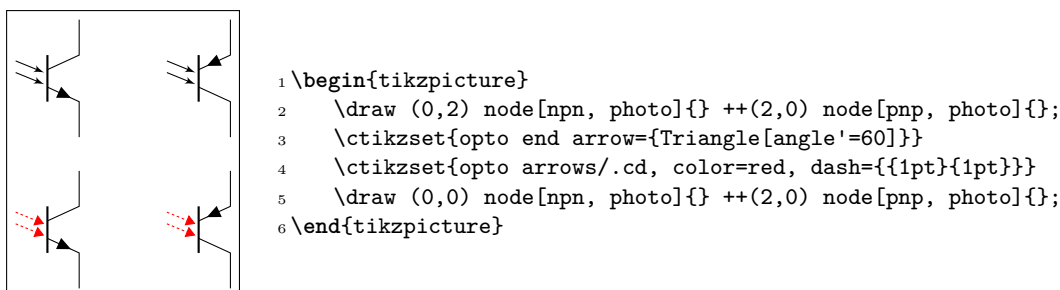 1 \begin{tikzpicture}
2 \draw (0,2) node[npn, photo]{} ++(2,0) node[pnp, photo]{};
3 \ctikzset{opto end arrow={Triangle[angle'=60]}}
4 \ctikzset{opto arrows/.cd, color=red, dash={{1pt}{1pt}}}
5 \draw (0,0) node[npn, photo]{} ++(2,0) node[pnp, photo]{};
6 \end{tikzpicture}